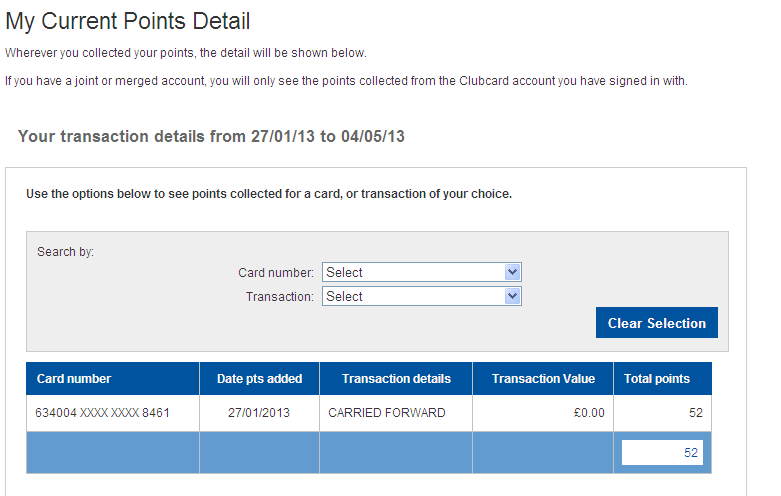 My Current Points Detail
Wherever you collected your points, the detail will be shown below.
If you have a joint or merged account, you will only see the points collected from the Clubcard account you have signed in with.
Your transaction details from 27/01/13 to 04/05/13
Use the options below to see points collected for a card, or transaction of your choice.
Search by:
Card number: Select
Transaction: Select
Clear Selection
Card number Date pts added Transaction details Transaction Value Total points
634004 XXXX XXXX 8461 27/01/2013 CARRIED FORWARD £0.00 52
52